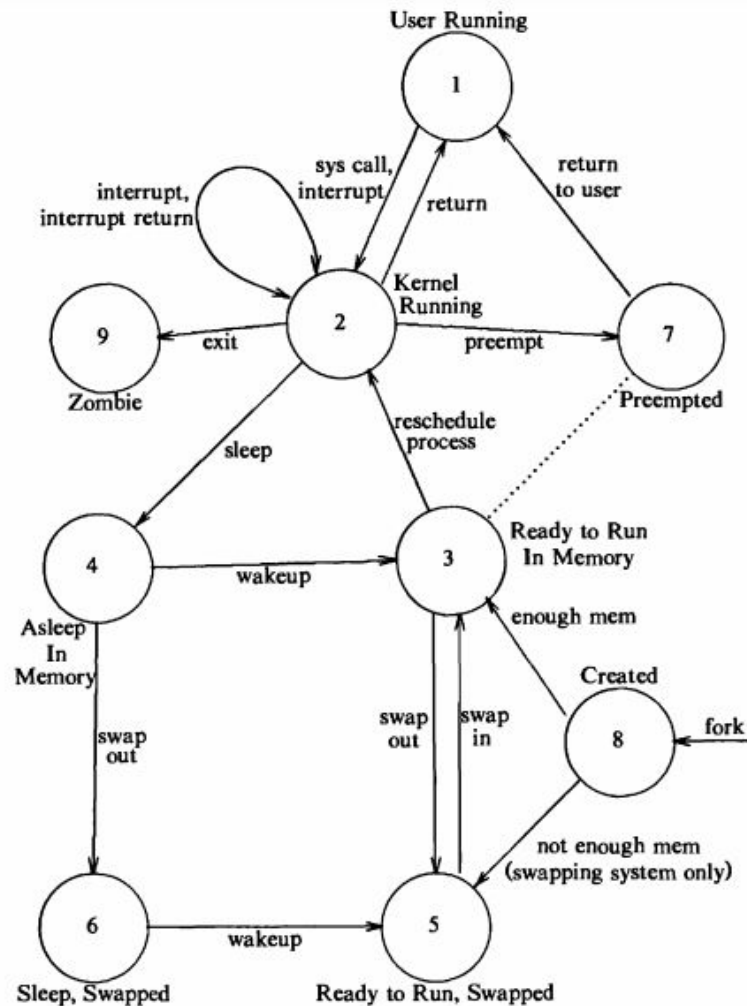 User Running
1
sys call,
interrupt
return
return
to user
interrupt,
interrupt return
Kernel
Running
9
2
7
exit
preempt
Zombie
Preempted
sleep
reschedule
process
4
3
Ready to Run
In Memory
wakeup
enough mem
Asleep
In
Memory
Created
swap
out
swap
out
swap
in
8
fork
not enough mem
(swapping system only)
6
5
wakeup
Sleep, Swapped
Ready to Run, Swapped